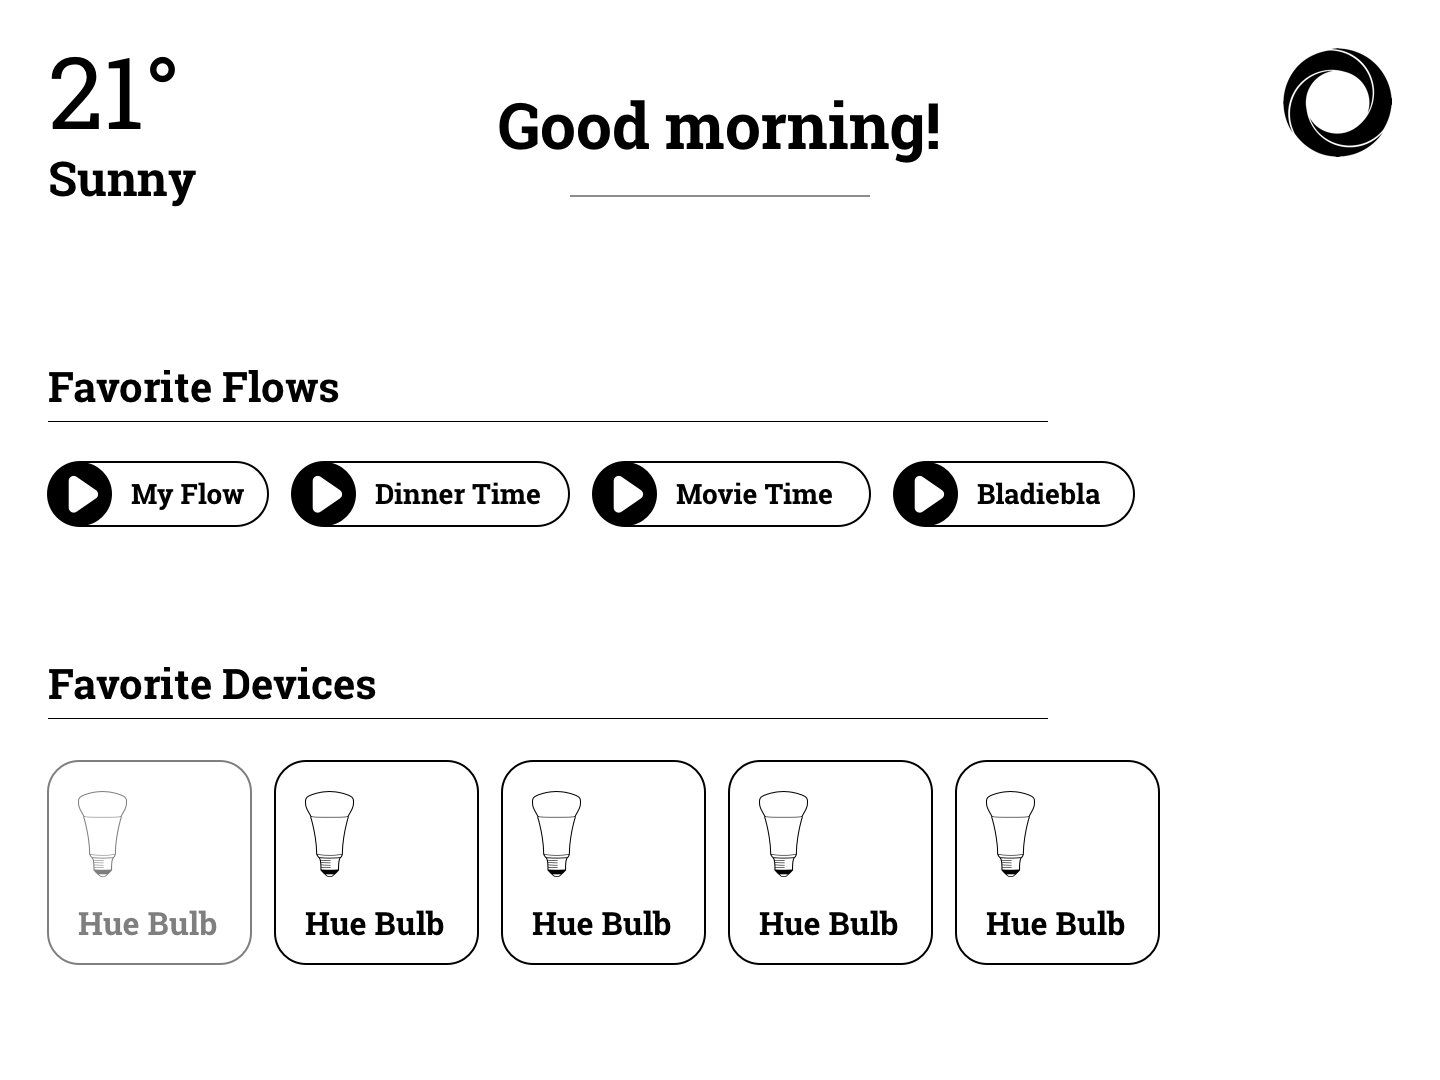 21°
Sunny
Good morning!
Favorite Flows
My Flow
Dinner Time
Movie Time
Bladiebla
Favorite Devices
Hue Bulb
Hue Bulb
Hue Bulb
Hue Bulb
Hue Bulb